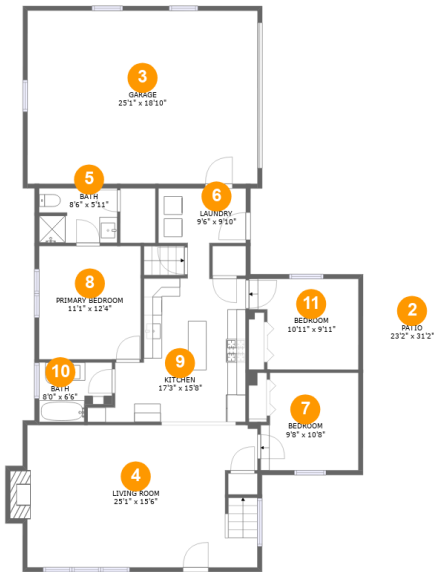 3
GARAGE
25'1" x 18'10"
5
BATH
8'6" x 5'11"
6
LAUNDRY
9'6" x 9'10"
8
PRIMARY BEDROOM
11'1" x 12'4"
11
BEDROOM
10'11" x 9'11"
2
PATIO
23'2" x 31'2"
9
KITCHEN
17'3" x 15'8"
10
BATH
8'0" x 6'6"
7
BEDROOM
9'8" x 10'8"
4
LIVING ROOM
25'1" x 15'6"